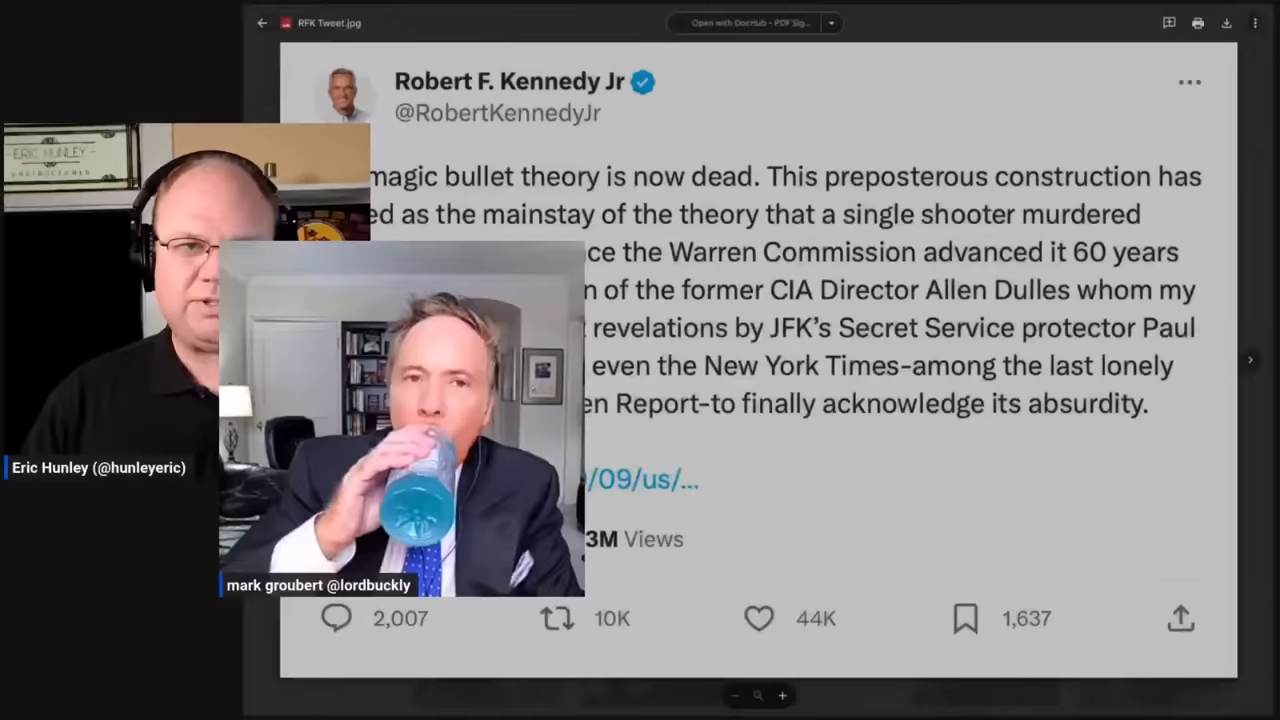 RFK Tweet.jpg
Open with DocHub - PDF Sig...
Robert F. Kennedy Jr
@RobertKennedyJr
magic bullet theory is now dead. This preposterous construction has
ed as the mainstay of the theory that a single shooter murdered
ce the Warren Commission advanced it 60 years
n of the former CIA Director Allen Dulles whom my
revelations by JFK's Secret Service protector Paul
even the New York Times-among the last lonely
en Report-to finally acknowledge its absurdity.
/09/us/...
3M Views
2,007
10K
44K
1,637
ERIC HUNLEY
UNSTRUCTURED
Eric Hunley (@hunleyeric)
mark groubert @lordbuckly